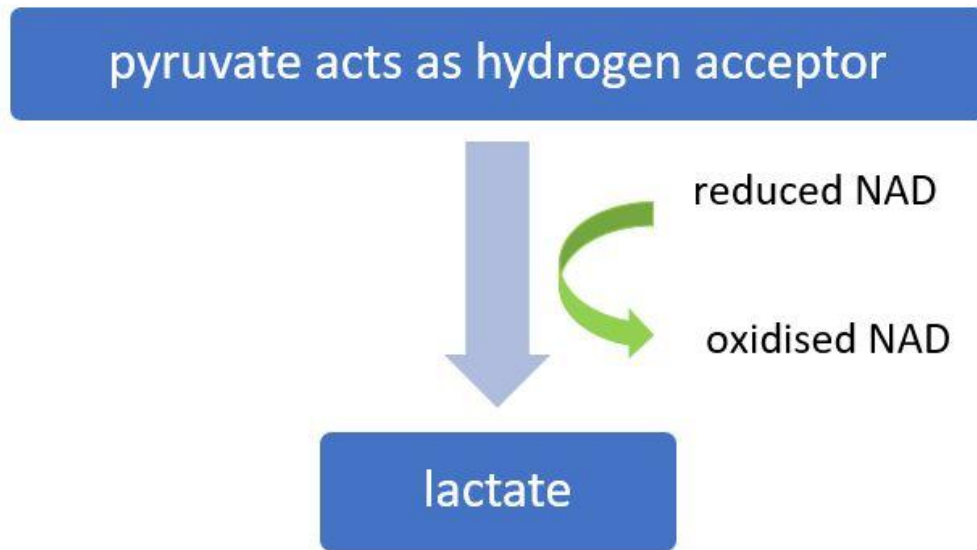 pyruvate acts as hydrogen acceptor
reduced NAD
oxidised NAD
lactate